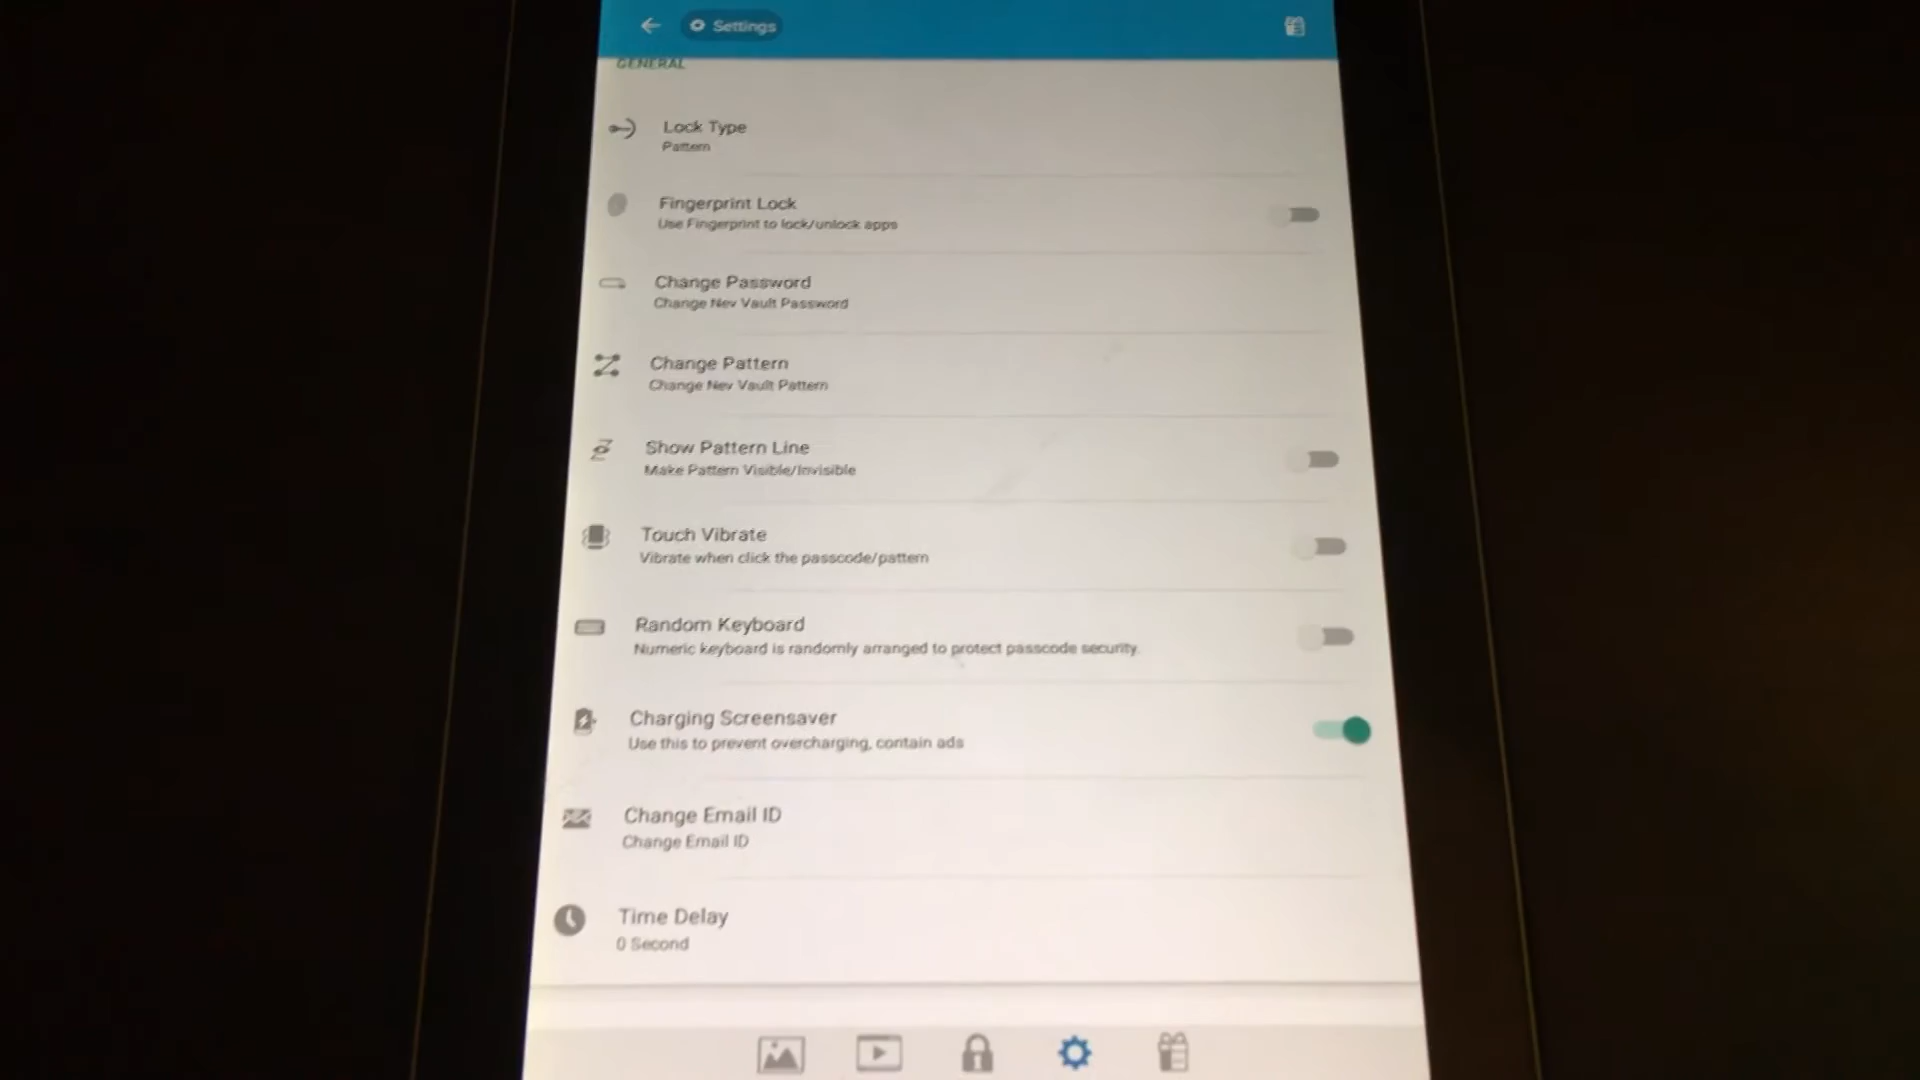 Settings
GENERAL
Lock Type
Pattern
Fingerprint Lock
Use Fingerprint to lock/unlock apps
Change Password
Change Nev Vault Password
Change Pattern
Change Nev Vault Pattern
Show Pattern Line
Make Pattern Visible/Invisible
Touch Vibrate
Vibrate when click the passcode/pattern
Random Keyboard
Numeric keyboard is randomly arranged to protect passcode security.
Charging Screensaver
Use this to prevent overcharging, contain ads
Change Email ID
Change Email ID
Time Delay
0 Second